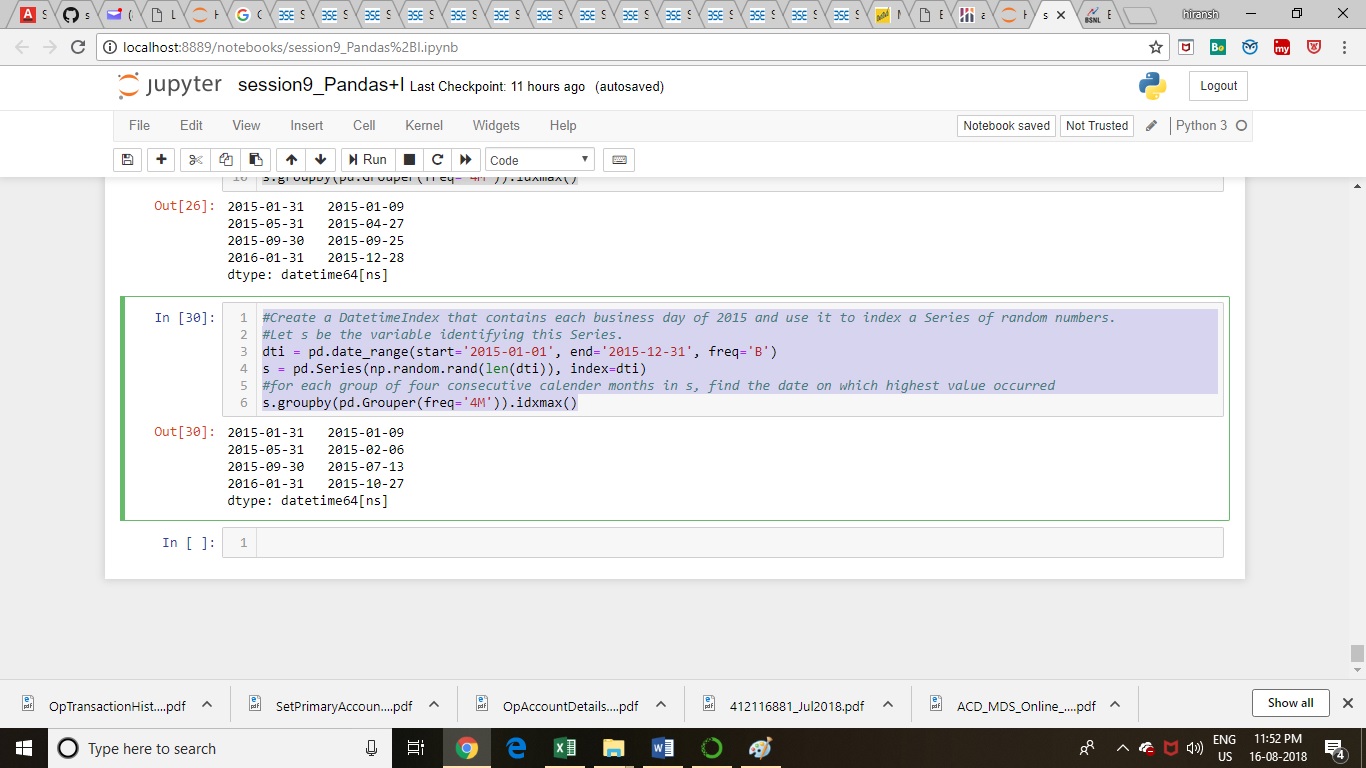 hiransh
localhost:8889/notebooks/session9_Pandas%2BI.ipynb
jupyter session9_Pandas+I Last Checkpoint: 11 hours ago (autosaved)
Logout
File Edit View Insert Cell Kernel Widgets Help
Notebook saved Not Trusted Python 3
Run Code
16 s.groupby(pd.Grouper(freq='4M')).idxmax()
Out[26]: 2015-01-31 2015-01-09
2015-05-31 2015-04-27
2015-09-30 2015-09-25
2016-01-31 2015-12-28
dtype: datetime64[ns]
In [30]: 1 #Create a DatetimeIndex that contains each business day of 2015 and use it to index a Series of random numbers.
2 #Let s be the variable identifying this Series.
3 dti = pd.date_range(start='2015-01-01', end='2015-12-31', freq='B')
4 s = pd.Series(np.random.rand(len(dti)), index=dti)
5 #for each group of four consecutive calender months in s, find the date on which highest value occurred
6 s.groupby(pd.Grouper(freq='4M')).idxmax()
Out[30]: 2015-01-31 2015-01-09
2015-05-31 2015-02-06
2015-09-30 2015-07-13
2016-01-31 2015-10-27
dtype: datetime64[ns]
In [ ]: 1
OpTransactionHist....pdf SetPrimaryAccoun....pdf OpAccountDetails....pdf 412116881_Jul2018.pdf ACD_MDS_Online_....pdf Show all
Type here to search
ENG 11:52 PM
US 16-08-2018 4